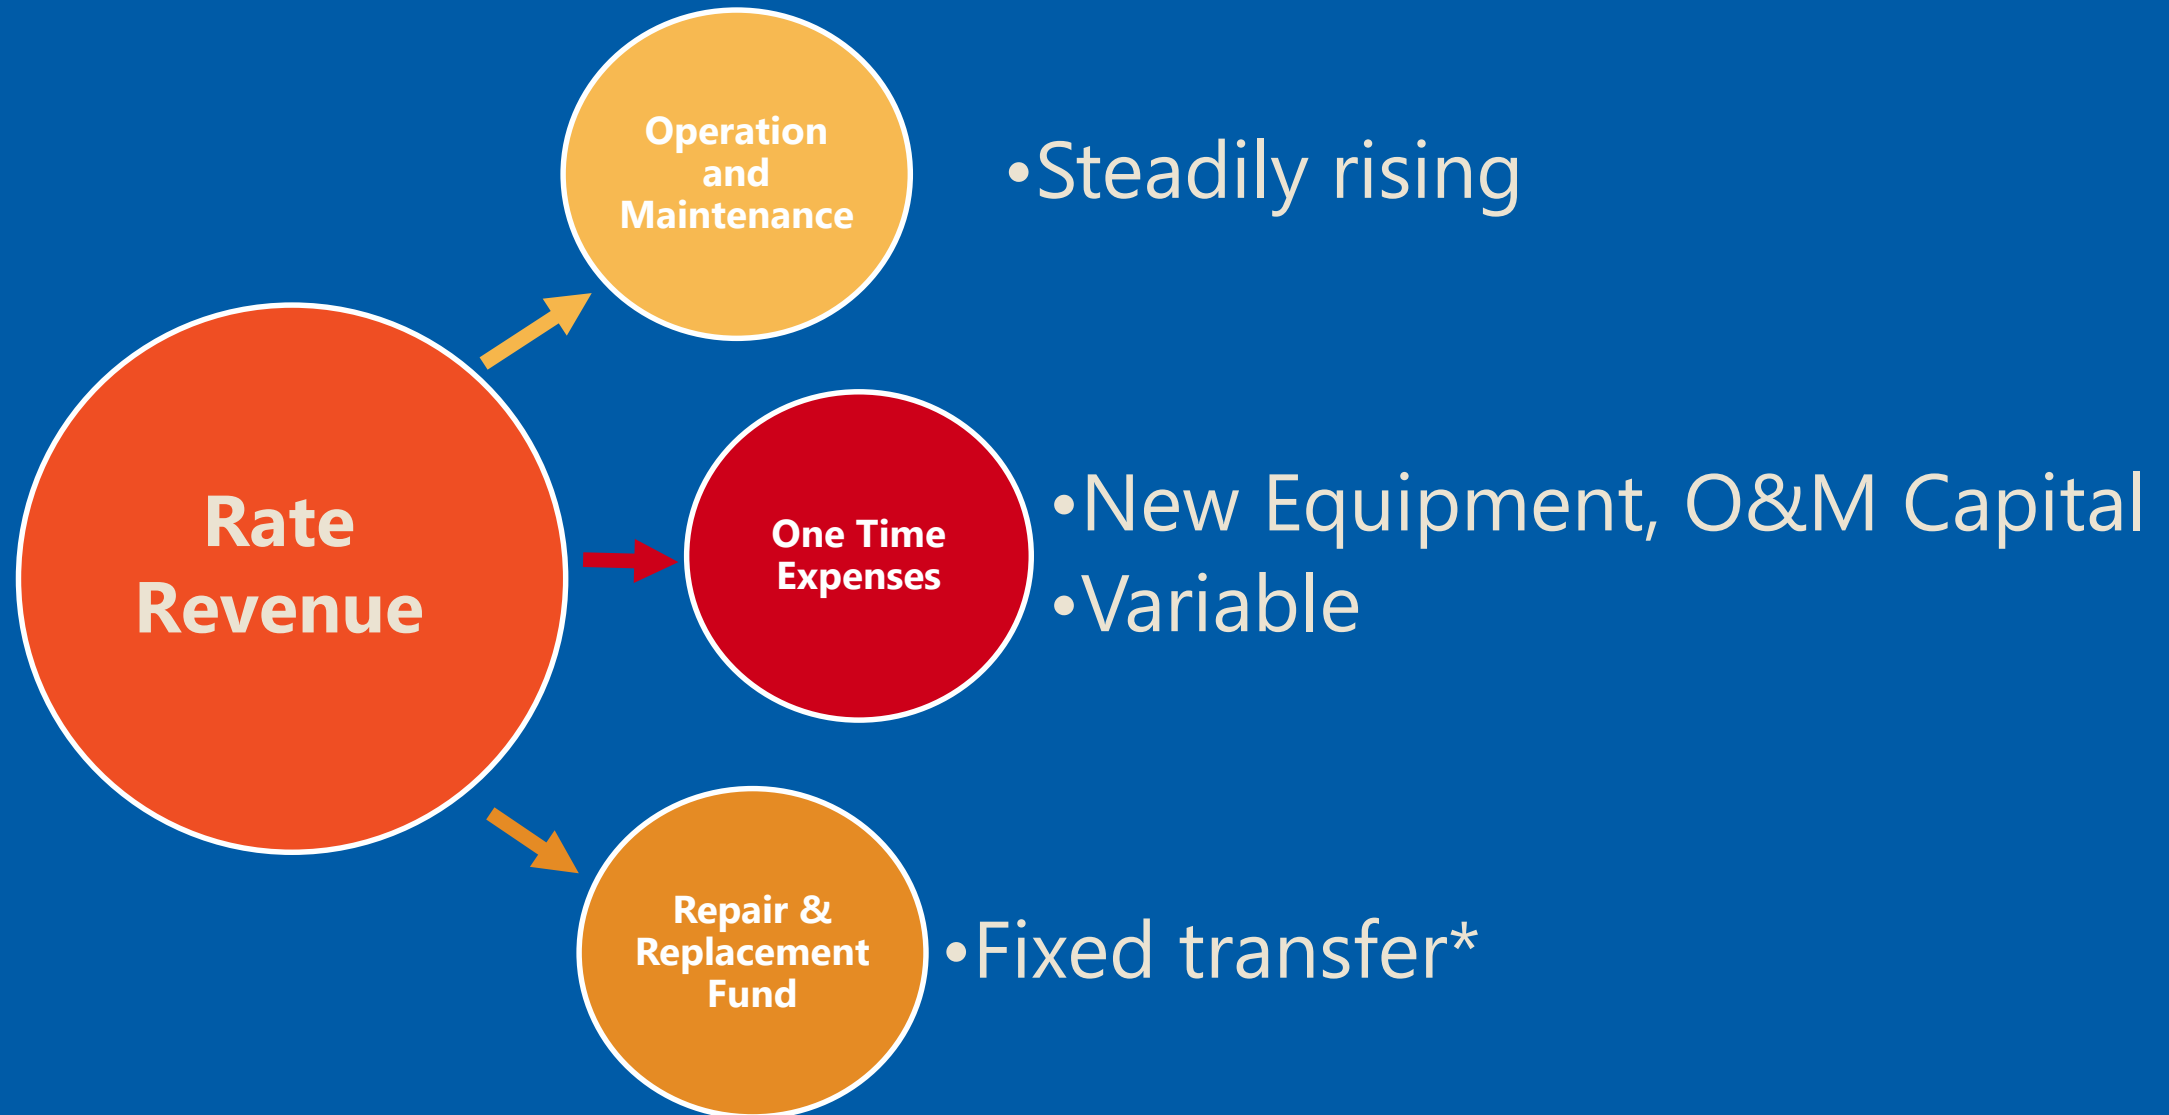 Operation
and
Maintenance
•Steadily rising
Rate
Revenue
One Time
Expenses
•New Equipment, O&M Capital
•Variable
Repair &
Replacement
Fund
•Fixed transfer*